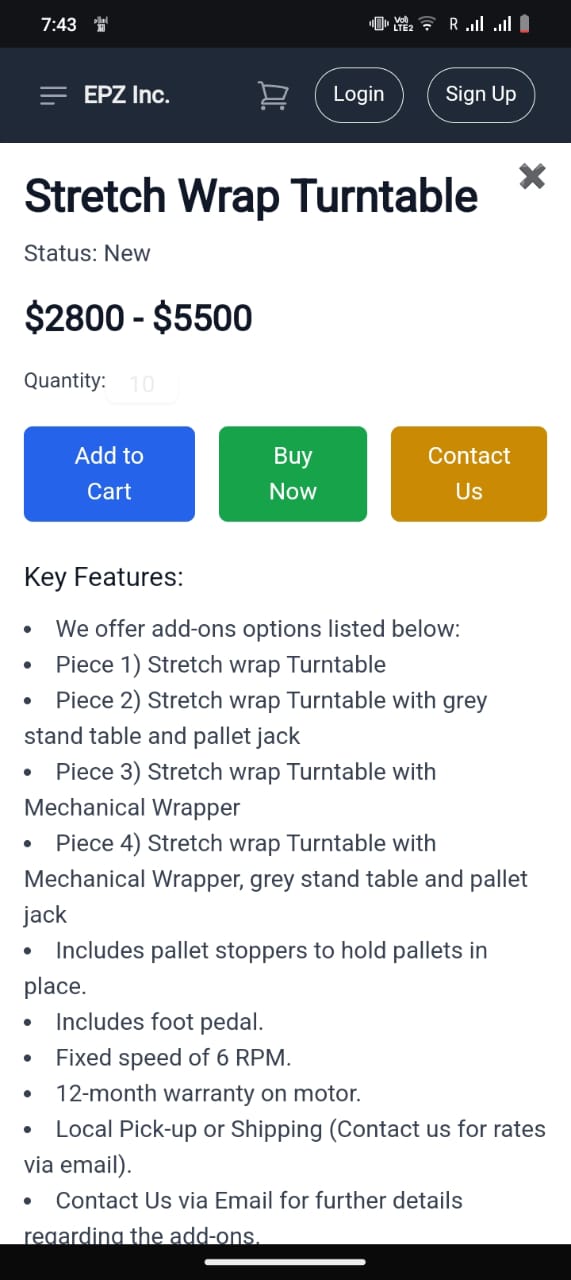 7:43
Vo)) LTE2 R
EPZ Inc.
Login
Sign Up
Stretch Wrap Turntable
Status: New
$2800 - $5500
Quantity: 10
Add to
Cart
Buy
Now
Contact
Us
Key Features:
• We offer add-ons options listed below:
• Piece 1) Stretch wrap Turntable
• Piece 2) Stretch wrap Turntable with grey
stand table and pallet jack
• Piece 3) Stretch wrap Turntable with
Mechanical Wrapper
• Piece 4) Stretch wrap Turntable with
Mechanical Wrapper, grey stand table and pallet
jack
• Includes pallet stoppers to hold pallets in
place.
• Includes foot pedal.
• Fixed speed of 6 RPM.
• 12-month warranty on motor.
• Local Pick-up or Shipping (Contact us for rates
via email).
• Contact Us via Email for further details
regarding the add-ons.